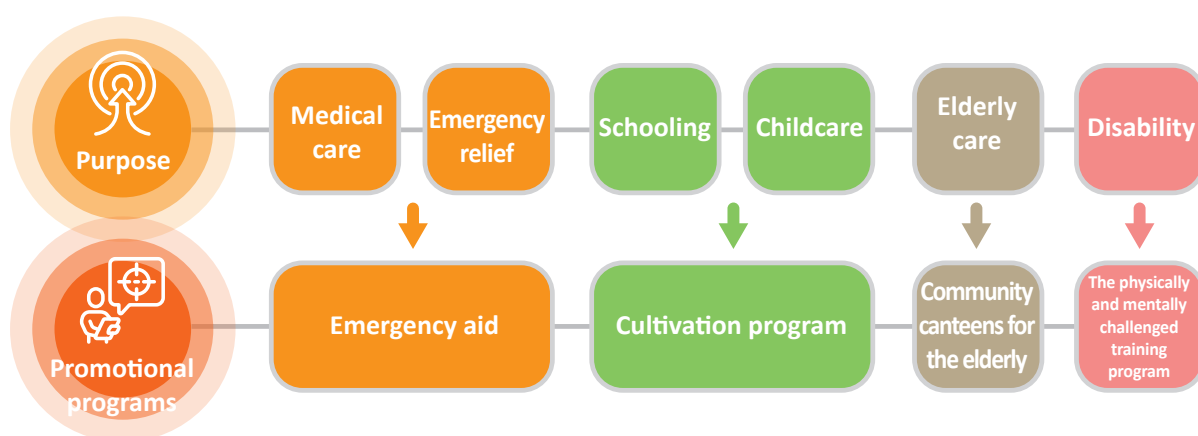 Purpose
Medical
care
Emergency
relief
Schooling
Childcare
Elderly
care
Disability
Promotional
programs
Emergency aid
Cultivation program
Community
canteens for
the elderly
The physically
and mentally
challenged
training
program